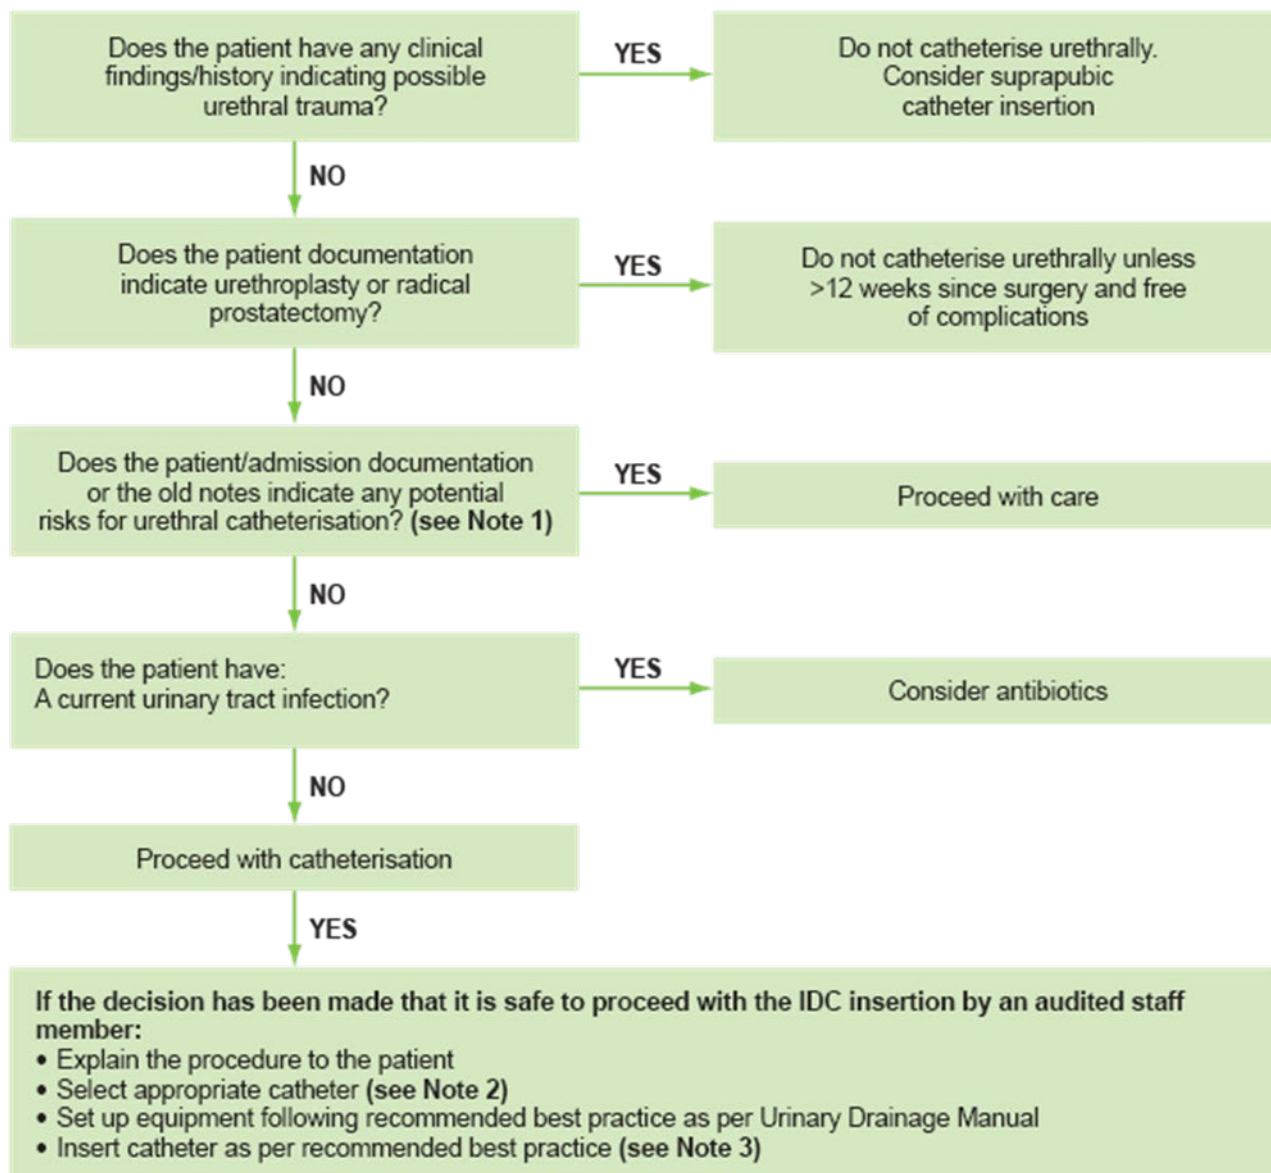 Does the patient have any clinical
findings/history indicating possible
urethral trauma?
YES
Do not catheterise urethrally.
Consider suprapubic
catheter insertion
NO
Does the patient documentation
indicate urethroplasty or radical
prostatectomy?
YES
Do not catheterise urethrally unless
>12 weeks since surgery and free
of complications
NO
Does the patient/admission documentation
or the old notes indicate any potential
risks for urethral catheterisation? (see Note 1)
YES
Proceed with care
NO
Does the patient have:
A current urinary tract infection?
YES
Consider antibiotics
NO
Proceed with catheterisation
YES
If the decision has been made that it is safe to proceed with the IDC insertion by an audited staff
member:
• Explain the procedure to the patient
• Select appropriate catheter (see Note 2)
• Set up equipment following recommended best practice as per Urinary Drainage Manual
• Insert catheter as per recommended best practice (see Note 3)